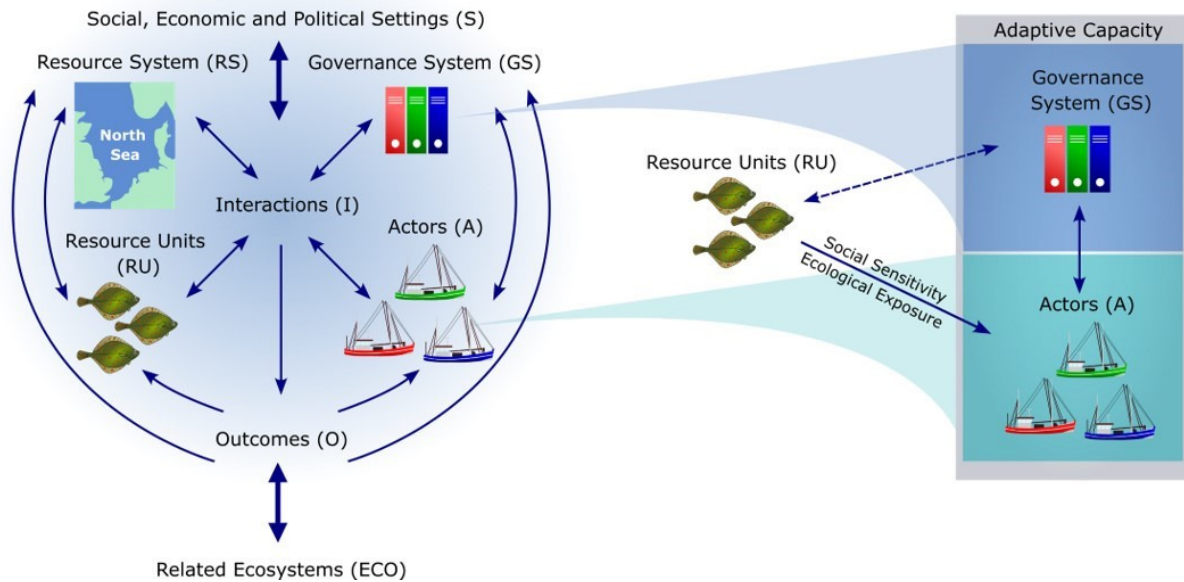 Social, Economic and Political Settings (S)
Resource System (RS)
Governance System (GS)
North
Sea
Interactions (I)
Resource Units
(RU)
Actors (A)
Outcomes (O)
Related Ecosystems (ECO)
Resource Units (RU)
Social Sensitivity
Ecological Exposure
Adaptive Capacity
Governance
System (GS)
Actors (A)